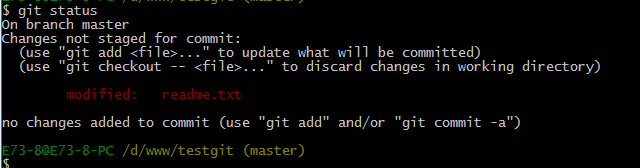 $ git status
On branch master
Changes not staged for commit:
  (use "git add <file>..." to update what will be committed)
  (use "git checkout -- <file>..." to discard changes in working directory)

        modified:   readme.txt

no changes added to commit (use "git add" and/or "git commit -a")

E73-8@E73-8-PC /d/www/testgit (master)
$